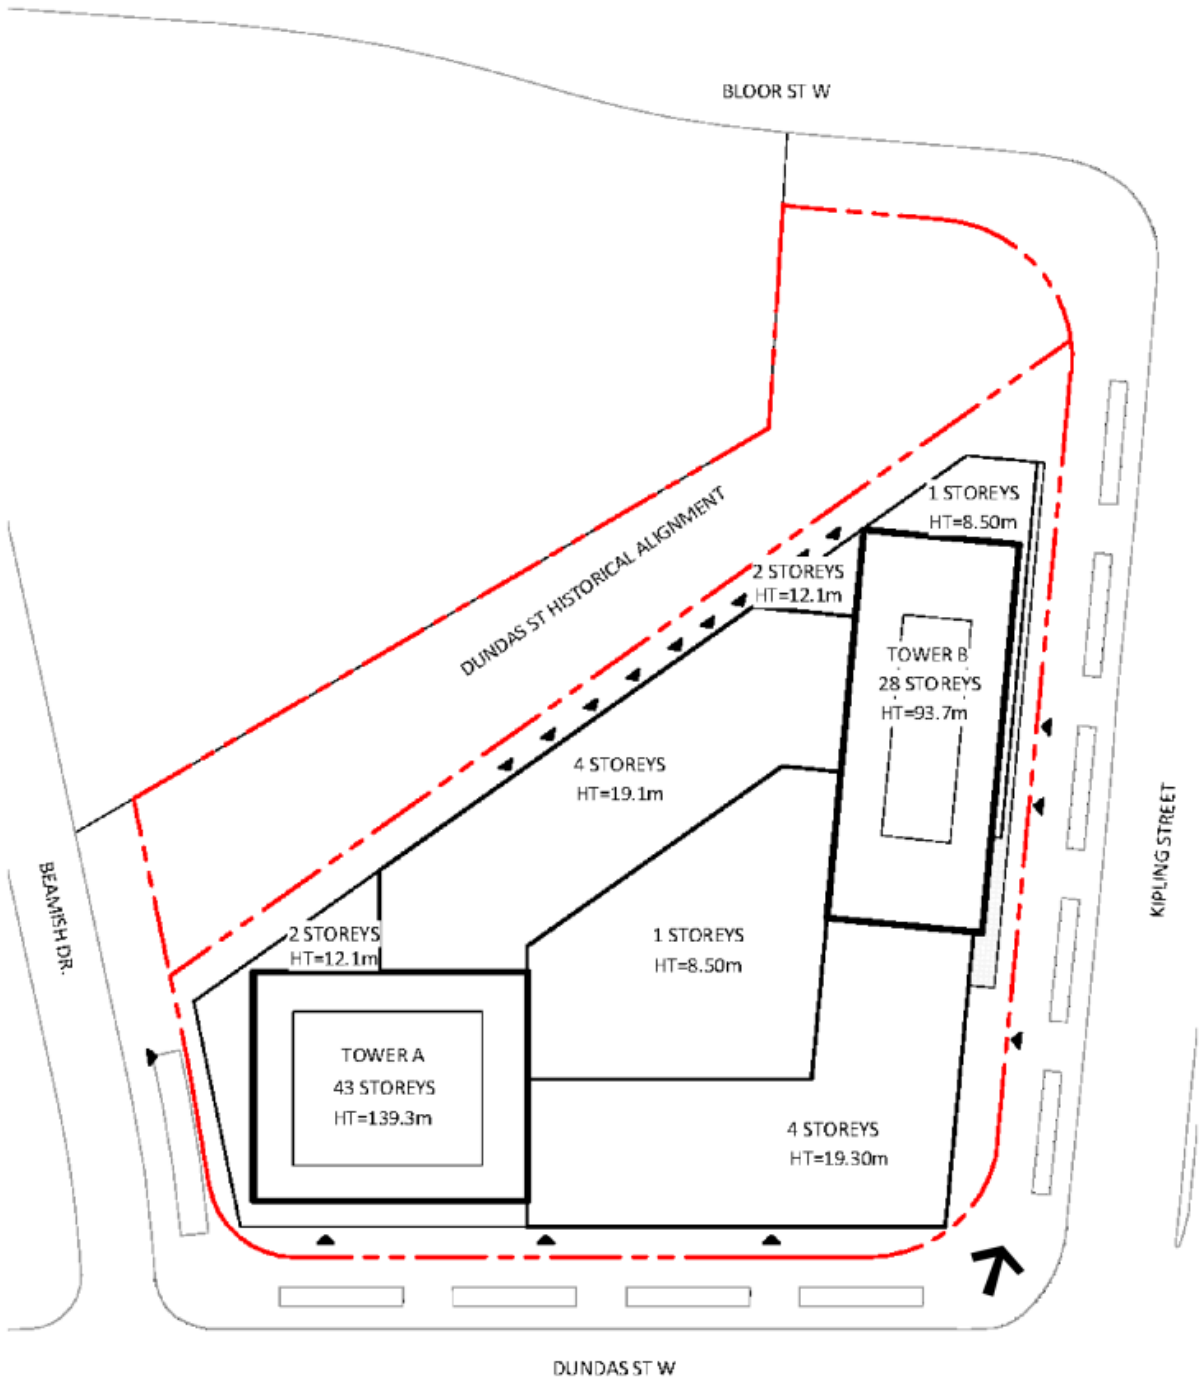 BLOOR ST W
1 STOREYS
HT=8.50m
DUNDAS ST HISTORICAL ALIGNMENT
2 STOREYS
HT=12.1m
TOWER B
28 STOREYS
HT=93.7m
4 STOREYS
HT=19.1m
KIPLING STREET
BEAMISH DR.
2 STOREYS
HT=12.1m
1 STOREYS
HT=8.50m
TOWER A
43 STOREYS
HT=139.3m
4 STOREYS
HT=19.30m
DUNDAS ST W